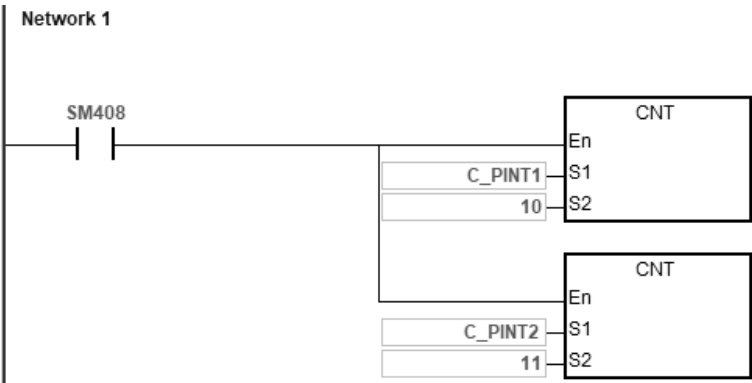 Network 1
SM408
CNT
En
C_PINT1 S1
10 S2
CNT
En
C_PINT2 S1
11 S2